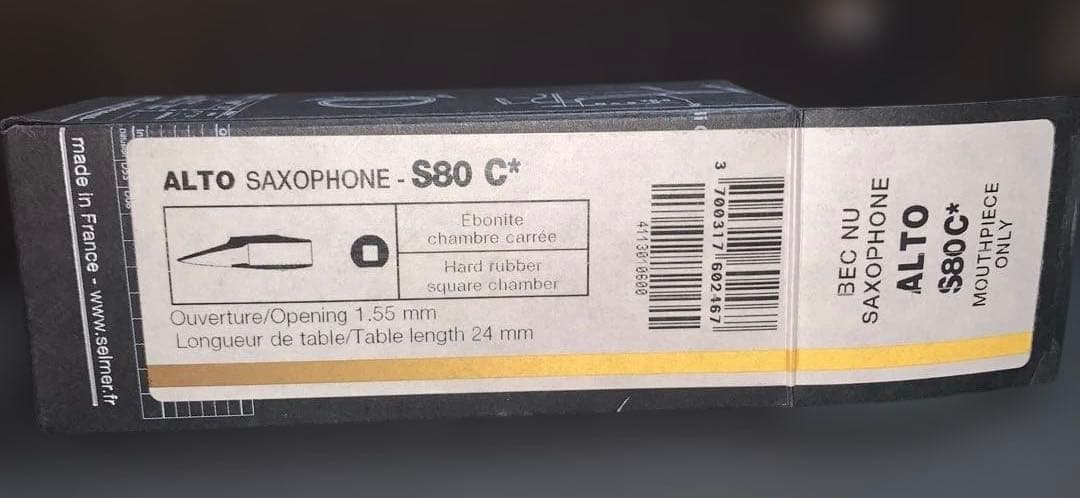 made in France - www.selmer.fr
ALTO SAXOPHONE - S80 C*
Ébonite
chambre carrée
Hard rubber
square chamber
Ouverture/Opening 1.55 mm
Longueur de table/Table length 24 mm
3 700317 602467
BEC NU
SAXOPHONE
ALTO
S80 C*
MOUTHPIECE
ONLY